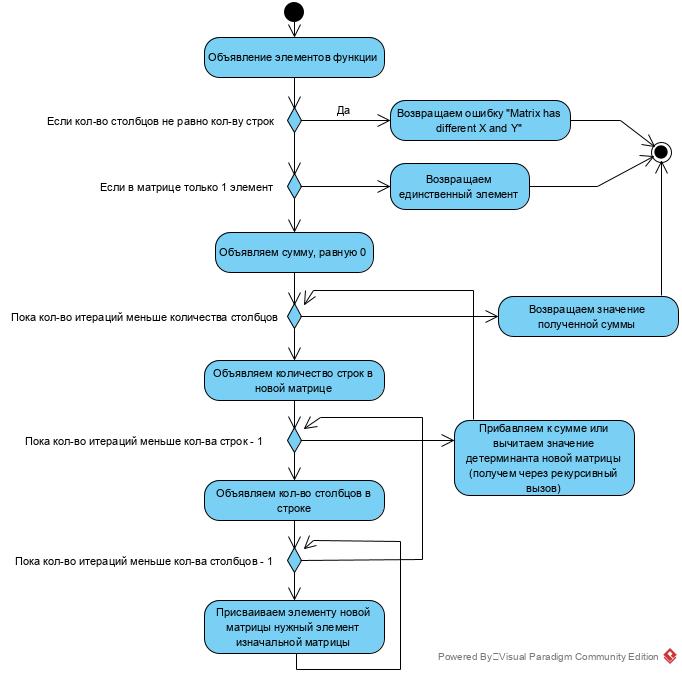 Объявление элементов функции
Если кол-во столбцов не равно кол-ву строк
Да
Возвращаем ошибку "Matrix has
different X and Y"
Если в матрице только 1 элемент
Возвращаем
единственный элемент
Объявляем сумму, равную 0
Пока кол-во итераций меньше количества столбцов
Возвращаем значение
полученной суммы
Объявляем количество строк в
новой матрице
Пока кол-во итераций меньше кол-ва строк - 1
Прибавляем к сумме или
вычитаем значение
детерминанта новой матрицы
(получем через рекурсивный
вызов)
Объявляем кол-во столбцов в
строке
Пока кол-во итераций меньше кол-ва столбцов - 1
Присваиваем элементу новой
матрицы нужный элемент
изначальной матрицы
Powered By Visual Paradigm Community Edition